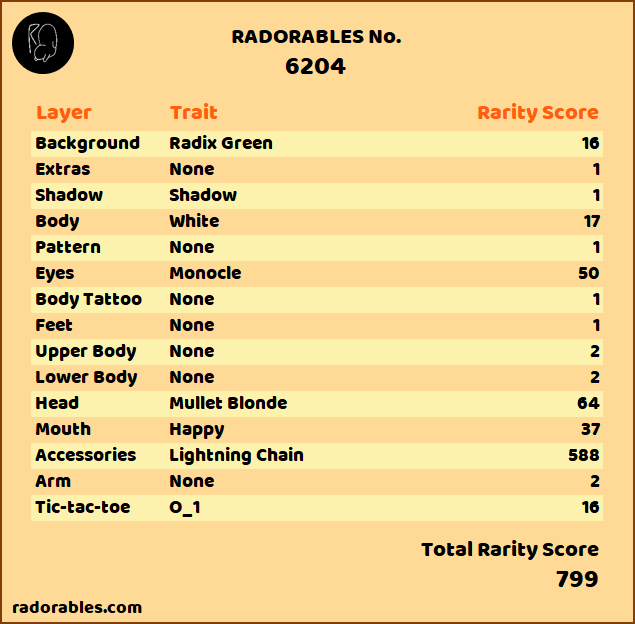 RADORABLES No.
6204
Layer Trait Rarity Score
Background Radix Green 16
Extras None 1
Shadow Shadow 1
Body White 17
Pattern None 1
Eyes Monocle 50
Body Tattoo None 1
Feet None 1
Upper Body None 2
Lower Body None 2
Head Mullet Blonde 64
Mouth Happy 37
Accessories Lightning Chain 588
Arm None 2
Tic-tac-toe O_1 16
Total Rarity Score
799
radorables.com